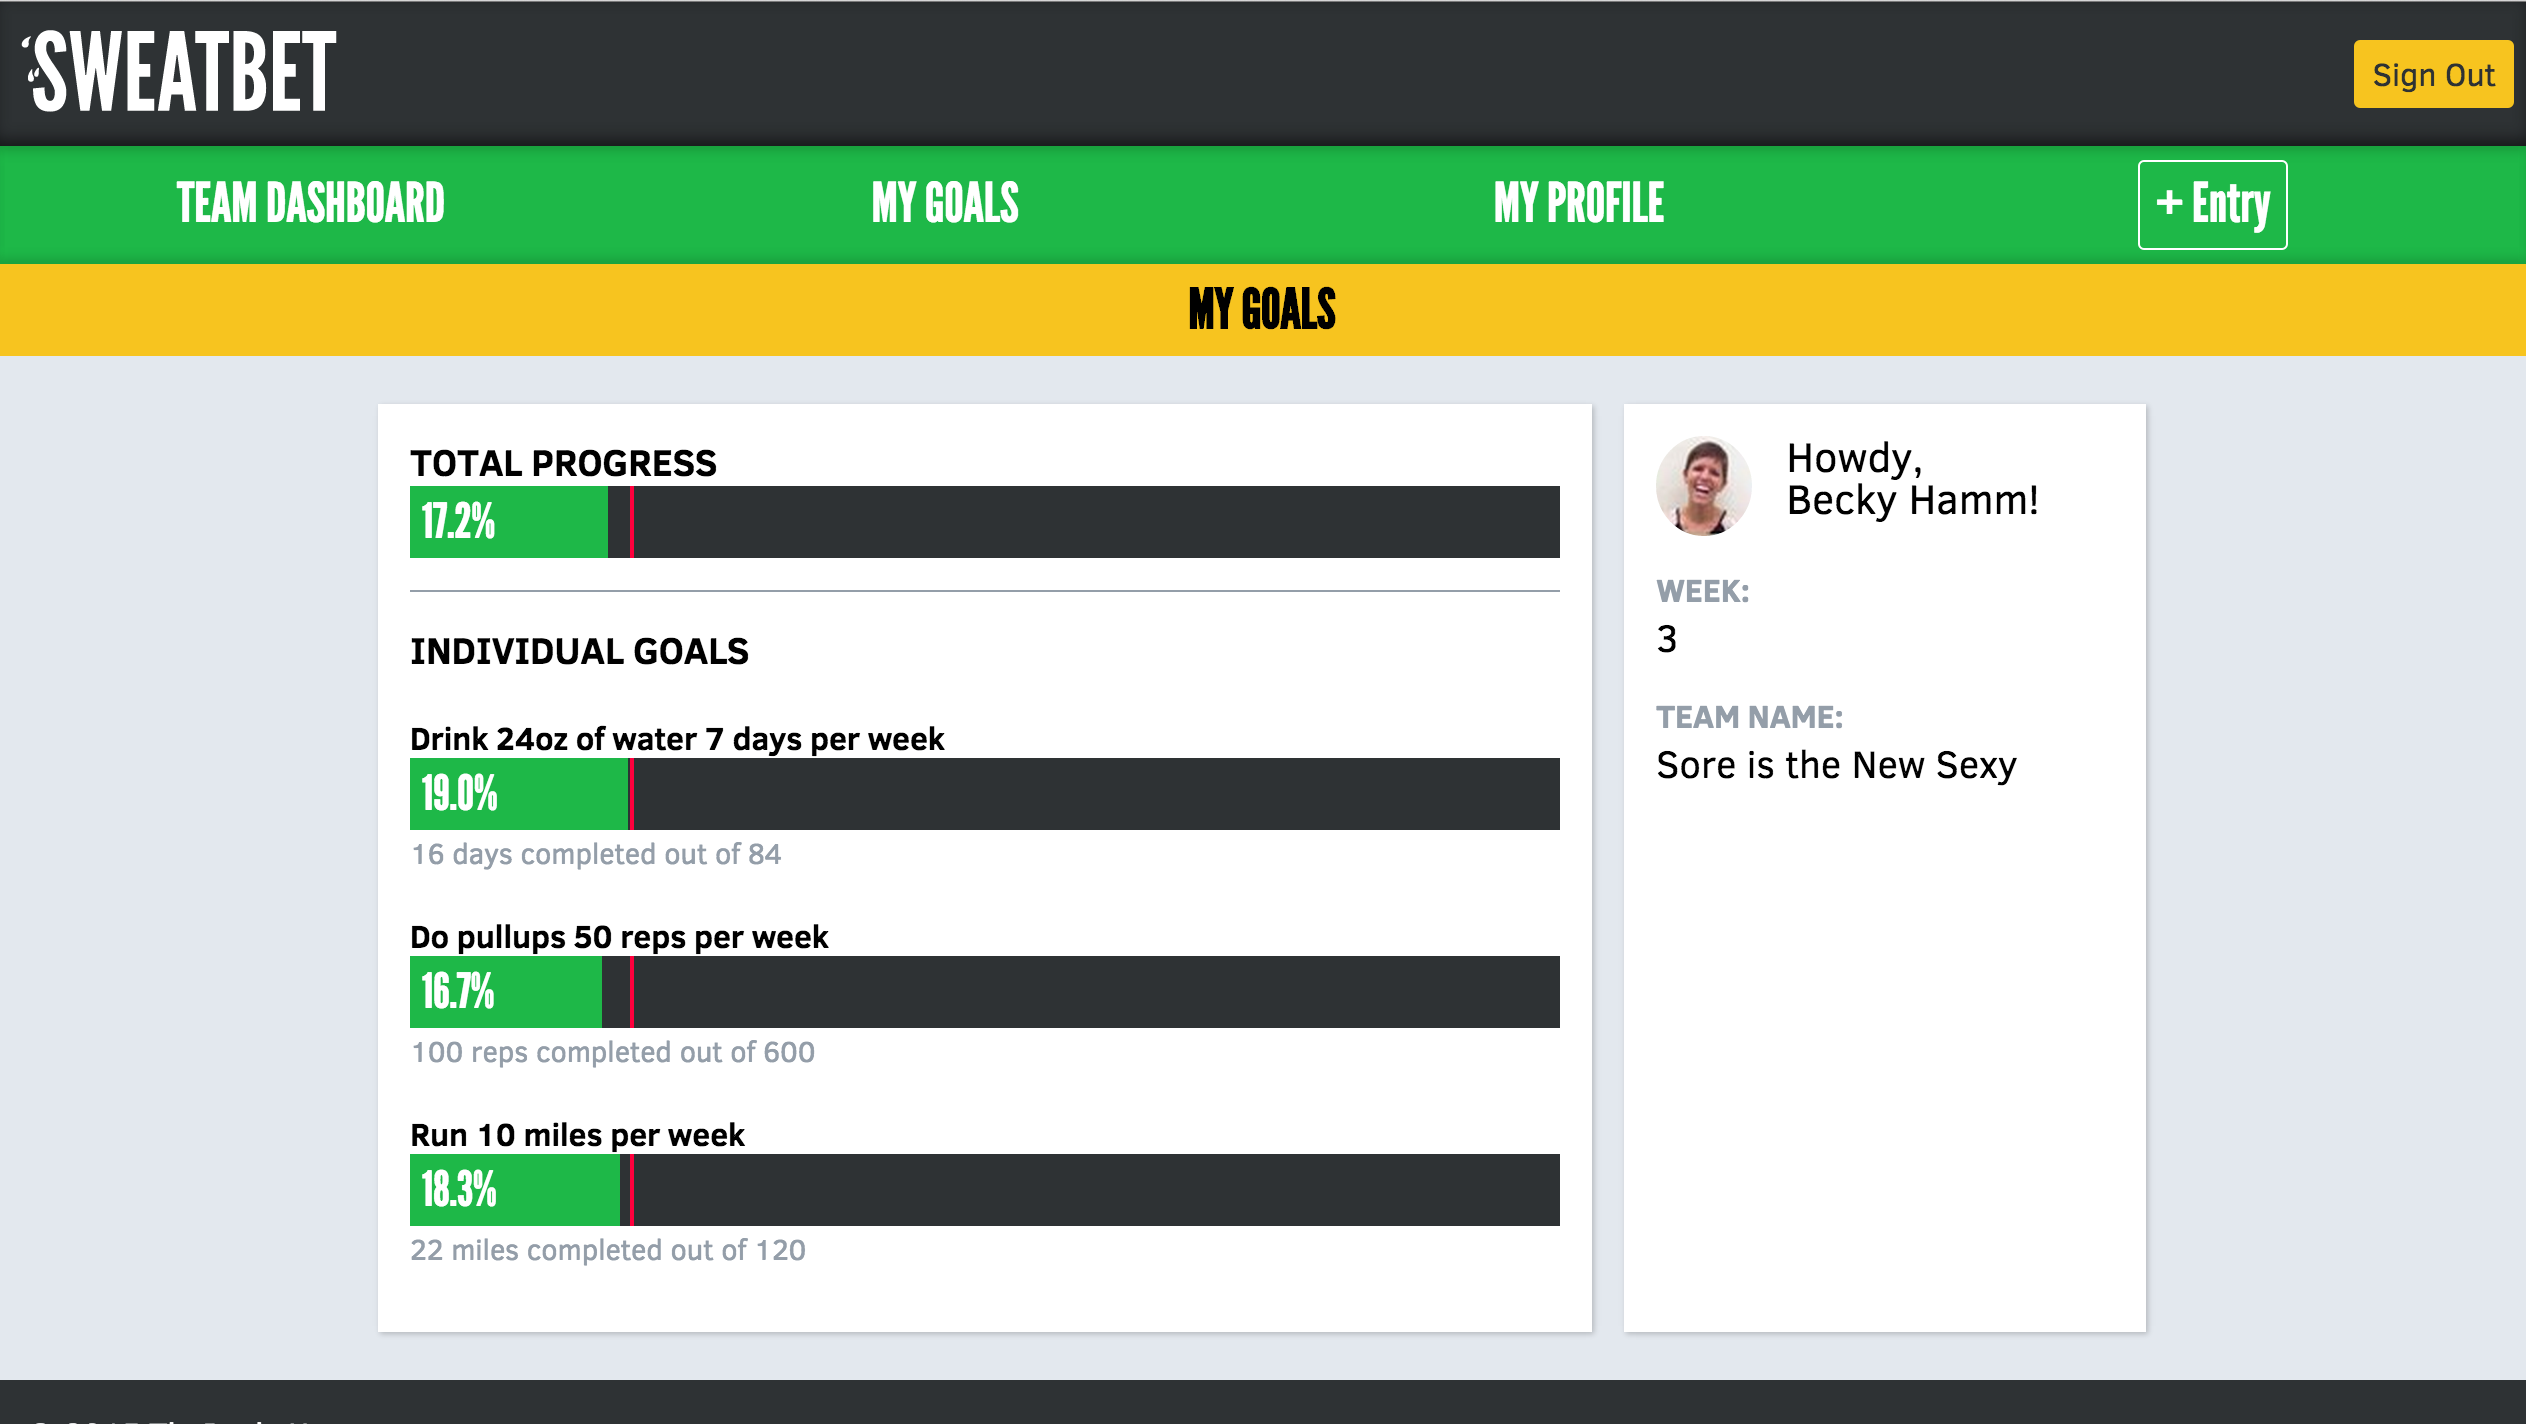 SWEATBET
Sign Out
TEAM DASHBOARD
MY GOALS
MY PROFILE
+ Entry
MY GOALS
TOTAL PROGRESS
17.2%
INDIVIDUAL GOALS
Drink 24oz of water 7 days per week
19.0%
16 days completed out of 84
Do pullups 50 reps per week
16.7%
100 reps completed out of 600
Run 10 miles per week
18.3%
22 miles completed out of 120
Howdy,
Becky Hamm!
WEEK:
3
TEAM NAME:
Sore is the New Sexy